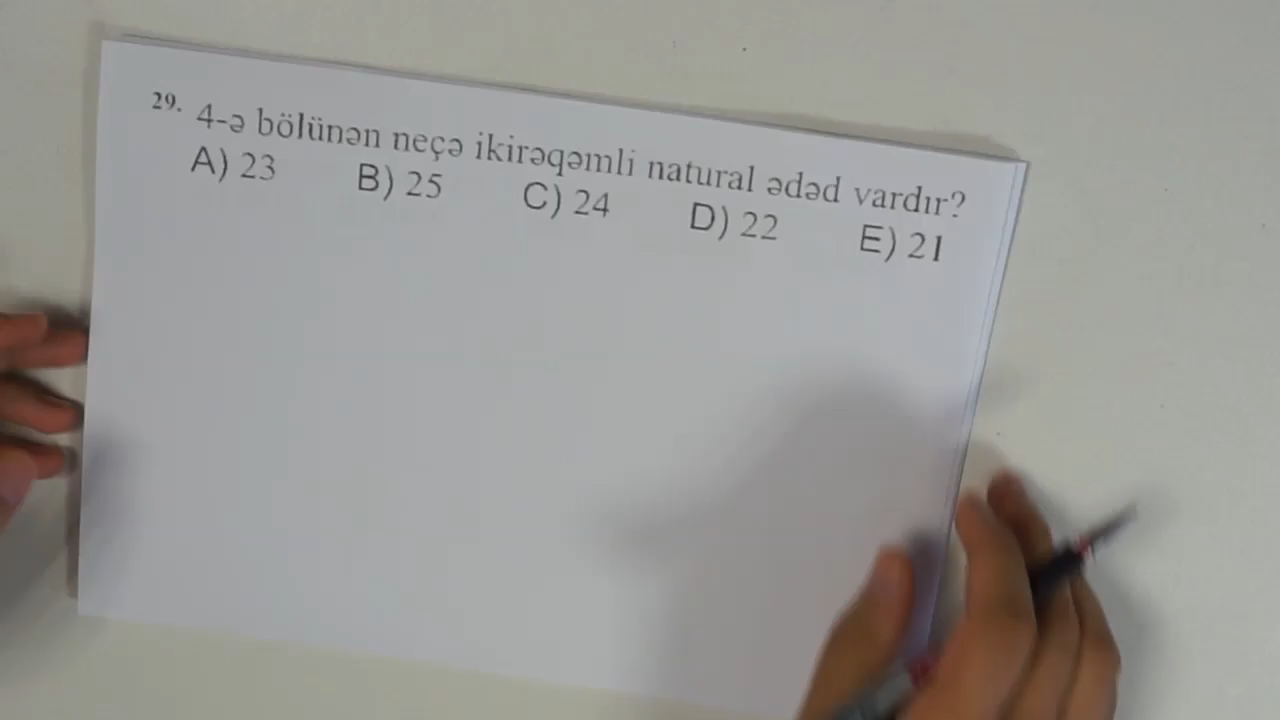 29. 4-ə bölünən neçə ikirəqəmli natural ədəd vardır?
A) 23 B) 25 C) 24 D) 22 E) 21